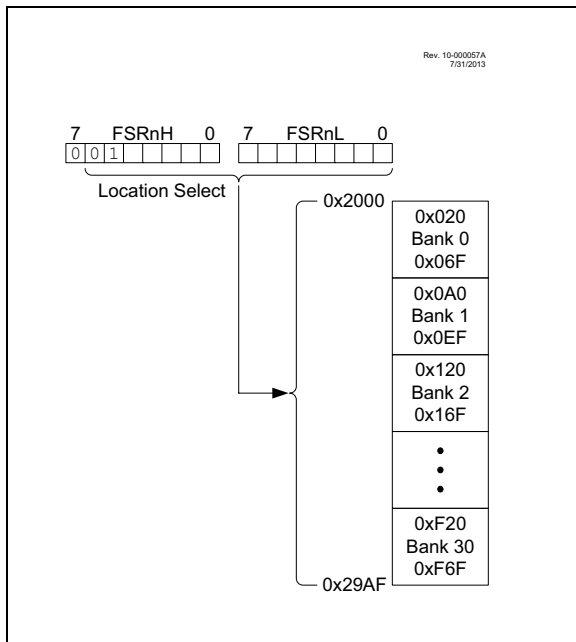 Rev. 10-000057A
7/31/2013
7 FSRnH 0 7 FSRnL 0
0 0 1
Location Select
0x2000
0x020
Bank 0
0x06F
0x0A0
Bank 1
0x0EF
0x120
Bank 2
0x16F
0xF20
Bank 30
0xF6F
0x29AF